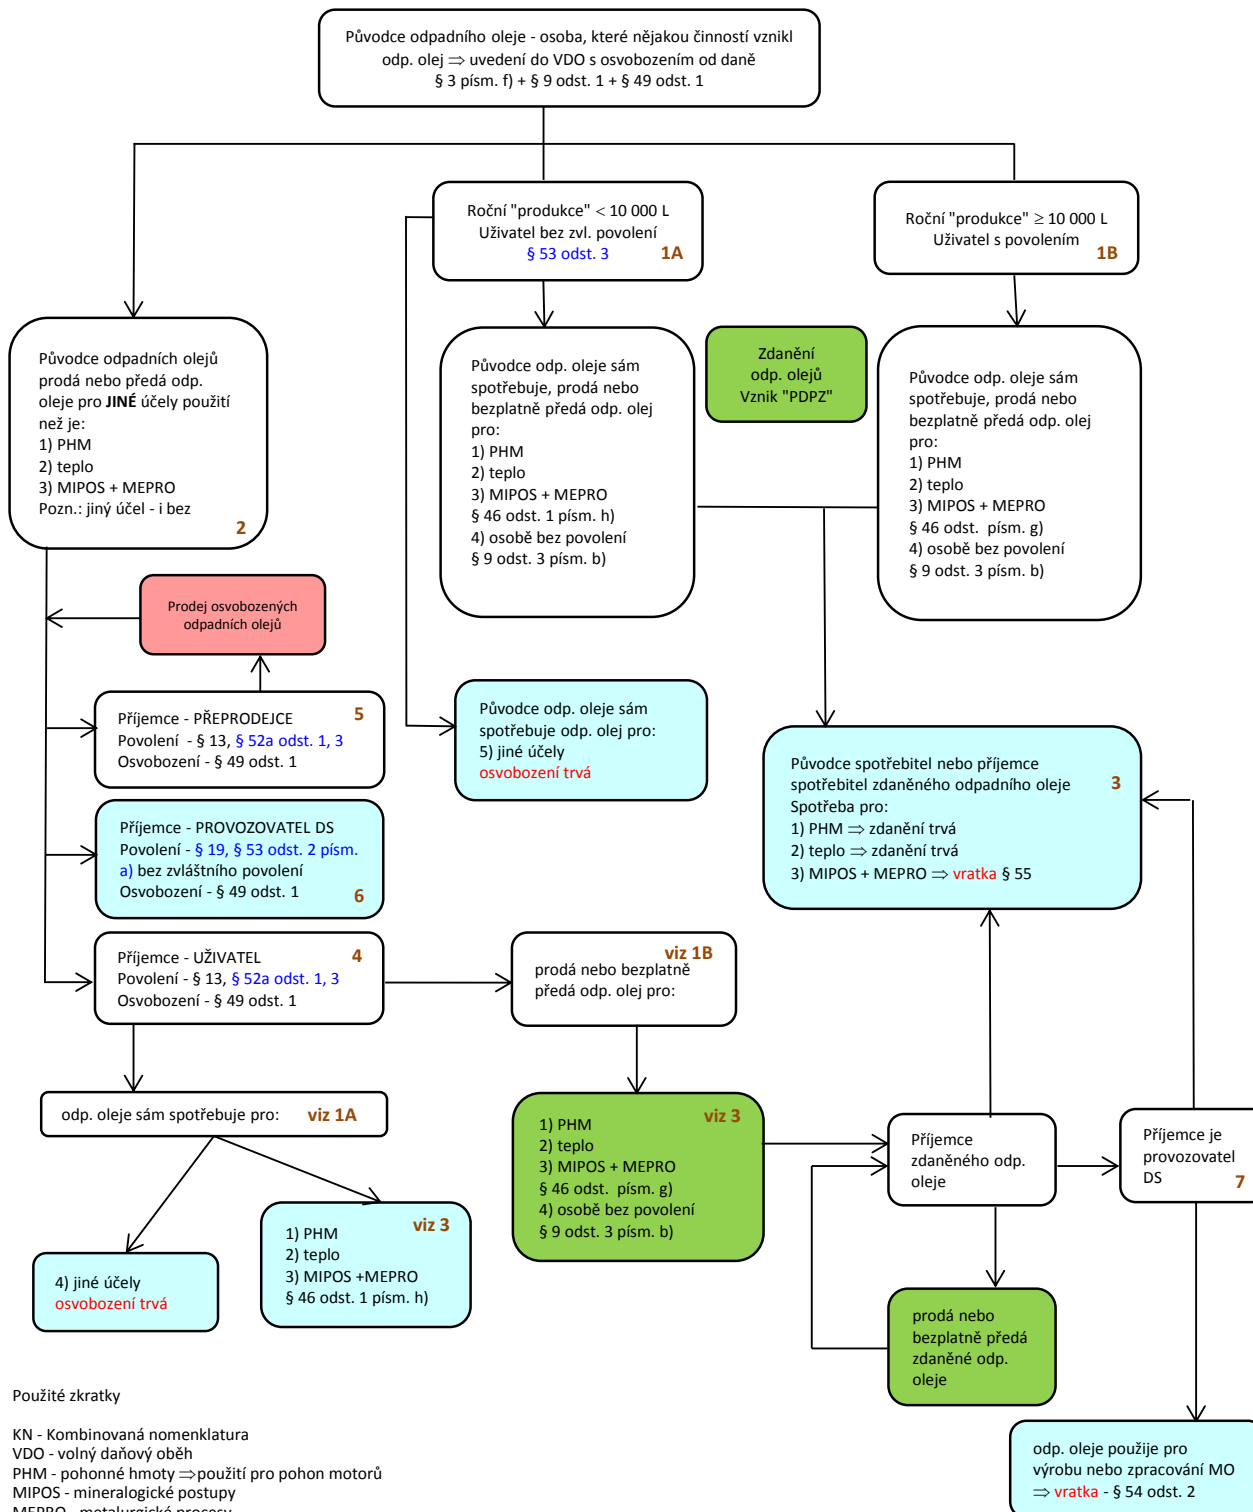 Původce odpadního oleje - osoba, které nějakou činností vznikl
odp. olej ⇒ uvedení do VDO s osvobozením od daně
§ 3 písm. f) + § 9 odst. 1 + § 49 odst. 1
Roční "produkce" < 10 000 L
Uživatel bez zvl. povolení
§ 53 odst. 3
1A
Roční "produkce" ≥ 10 000 L
Uživatel s povolením
1B
Původce odpadních olejů
prodá nebo předá odp.
oleje pro JINÉ účely použití
než je:
1) PHM
2) teplo
3) MIPOS + MEPRO
Pozn.: jiný účel - i bez
2
Původce odp. oleje sám
spotřebuje, prodá nebo
bezplatně předá odp. olej
pro:
1) PHM
2) teplo
3) MIPOS + MEPRO
§ 46 odst. 1 písm. h)
4) osobě bez povolení
§ 9 odst. 3 písm. b)
Zdanění
odp. olejů
Vznik "PDPZ"
Původce odp. oleje sám
spotřebuje, prodá nebo
bezplatně předá odp. olej
pro:
1) PHM
2) teplo
3) MIPOS + MEPRO
§ 46 odst.  písm. g)
4) osobě bez povolení
§ 9 odst. 3 písm. b)
Prodej osvobozených
odpadních olejů
Příjemce - PŘEPRODEJCE
5
Povolení  - § 13, § 52a odst. 1, 3
Osvobození - § 49 odst. 1
Původce odp. oleje sám
spotřebuje odp. olej pro:
5) jiné účely
osvobození trvá
Původce spotřebitel nebo příjemce
spotřebitel zdaněného odpadního oleje
3
Spotřeba pro:
1) PHM ⇒ zdanění trvá
2) teplo ⇒ zdanění trvá
3) MIPOS + MEPRO ⇒ vratka § 55
Příjemce - PROVOZOVATEL DS
Povolení - § 19, § 53 odst. 2 písm.
a) bez zvláštního povolení
Osvobození - § 49 odst. 1
6
Příjemce - UŽIVATEL
4
Povolení  - § 13, § 52a odst. 1, 3
Osvobození - § 49 odst. 1
viz 1B
prodá nebo bezplatně
předá odp. olej pro:
odp. oleje sám spotřebuje pro:
viz 1A
viz 3
1) PHM
2) teplo
3) MIPOS + MEPRO
§ 46 odst.  písm. g)
4) osobě bez povolení
§ 9 odst. 3 písm. b)
Příjemce
zdaněného odp.
oleje
Příjemce je
provozovatel
DS
7
4) jiné účely
osvobození trvá
viz 3
1) PHM
2) teplo
3) MIPOS +MEPRO
§ 46 odst. 1 písm. h)
prodá nebo
bezplatně předá
zdaněné odp.
oleje
odp. oleje použije pro
výrobu nebo zpracování MO
⇒ vratka - § 54 odst. 2
Použité zkratky
KN - Kombinovaná nomenklatura
VDO - volný daňový oběh
PHM - pohonné hmoty ⇒použití pro pohon motorů
MIPOS - mineralogické postupy
MEPRO - metalurgické procesy